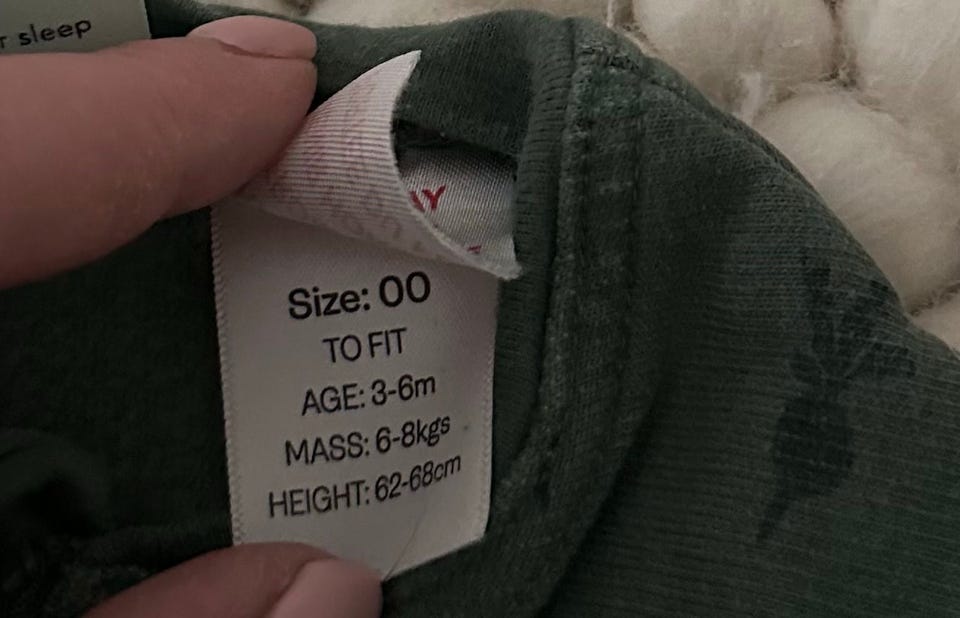 sleep
Size: 00
TO FIT
AGE: 3-6m
MASS: 6-8kgs
HEIGHT: 62-68cm